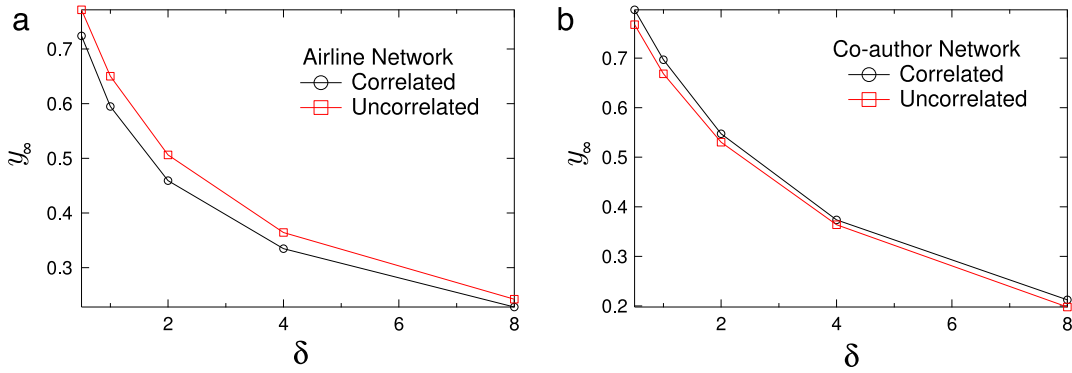 a
Airline Network
Correlated
Uncorrelated
0.7
0.6
0.5
0.4
0.3
y∞
2
4
6
8
δ
b
Co-author Network
Correlated
Uncorrelated
0.7
0.6
0.5
0.4
0.3
0.2
y∞
2
4
6
8
δ